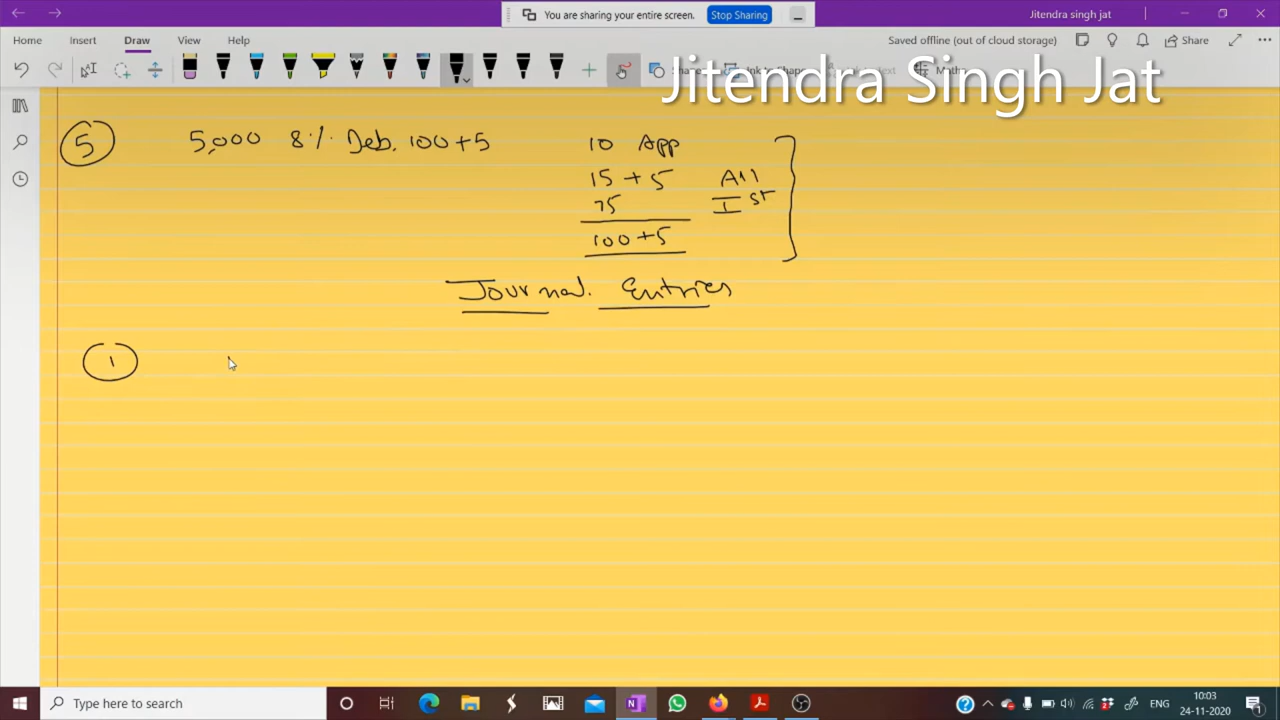 You are sharing your entire screen. Stop Sharing
Jitendra singh jat
Home Insert Draw View Help
Saved offline (out of cloud storage) Share
Jitendra Singh Jat
5 5,000 8% Deb. 100+5 10 App
15 + 5 All
75 I st
100+5
Journal Entries
1
Type here to search
ENG
10:03
24-11-2020